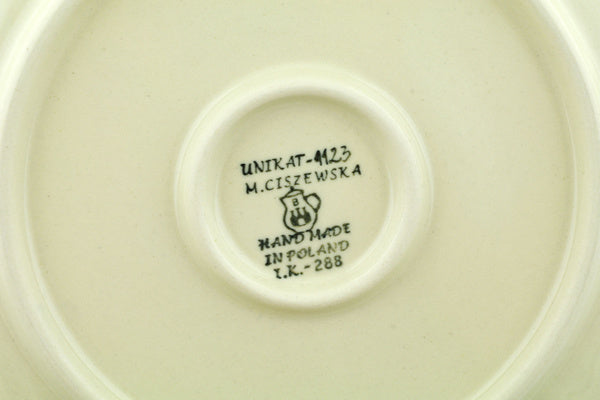 UNIKAT-1123
M.CISZEWSKA
B
HAND MADE
IN POLAND
I.K.-288